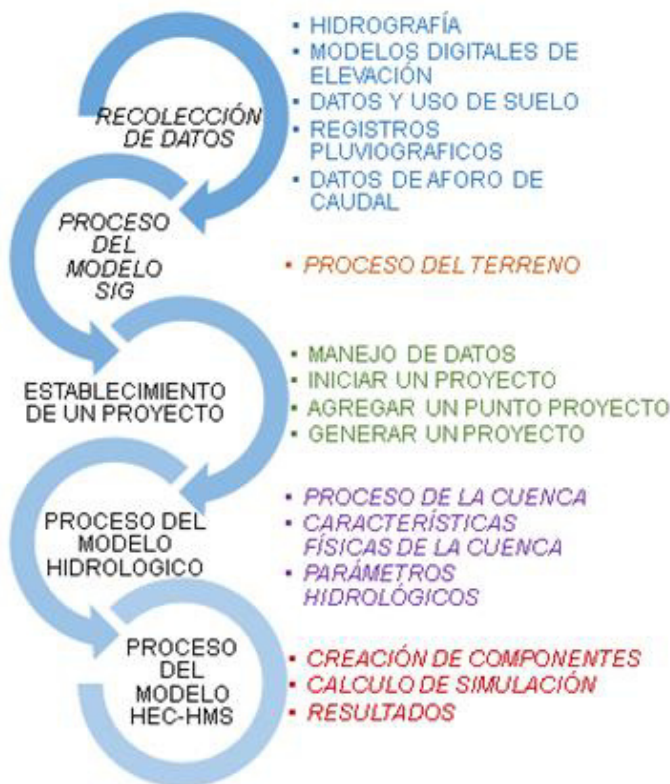 RECOLECCIÓN
DE DATOS
▪ HIDROGRAFÍA
▪ MODELOS DIGITALES DE
ELEVACIÓN
▪ DATOS Y USO DE SUELO
▪ REGISTROS
PLUVIOGRAFICOS
▪ DATOS DE AFORO DE
CAUDAL
PROCESO
DEL
MODELO
SIG
▪ PROCESO DEL TERRENO
ESTABLECIMIENTO
DE UN PROYECTO
▪ MANEJO DE DATOS
▪ INICIAR UN PROYECTO
▪ AGREGAR UN PUNTO PROYECTO
▪ GENERAR UN PROYECTO
PROCESO DEL
MODELO
HIDROLOGICO
▪ PROCESO DE LA CUENCA
▪ CARACTERÍSTICAS
FÍSICAS DE LA CUENCA
▪ PARÁMETROS
HIDROLÓGICOS
PROCESO
DEL
MODELO
HEC-HMS
▪ CREACIÓN DE COMPONENTES
▪ CALCULO DE SIMULACIÓN
▪ RESULTADOS